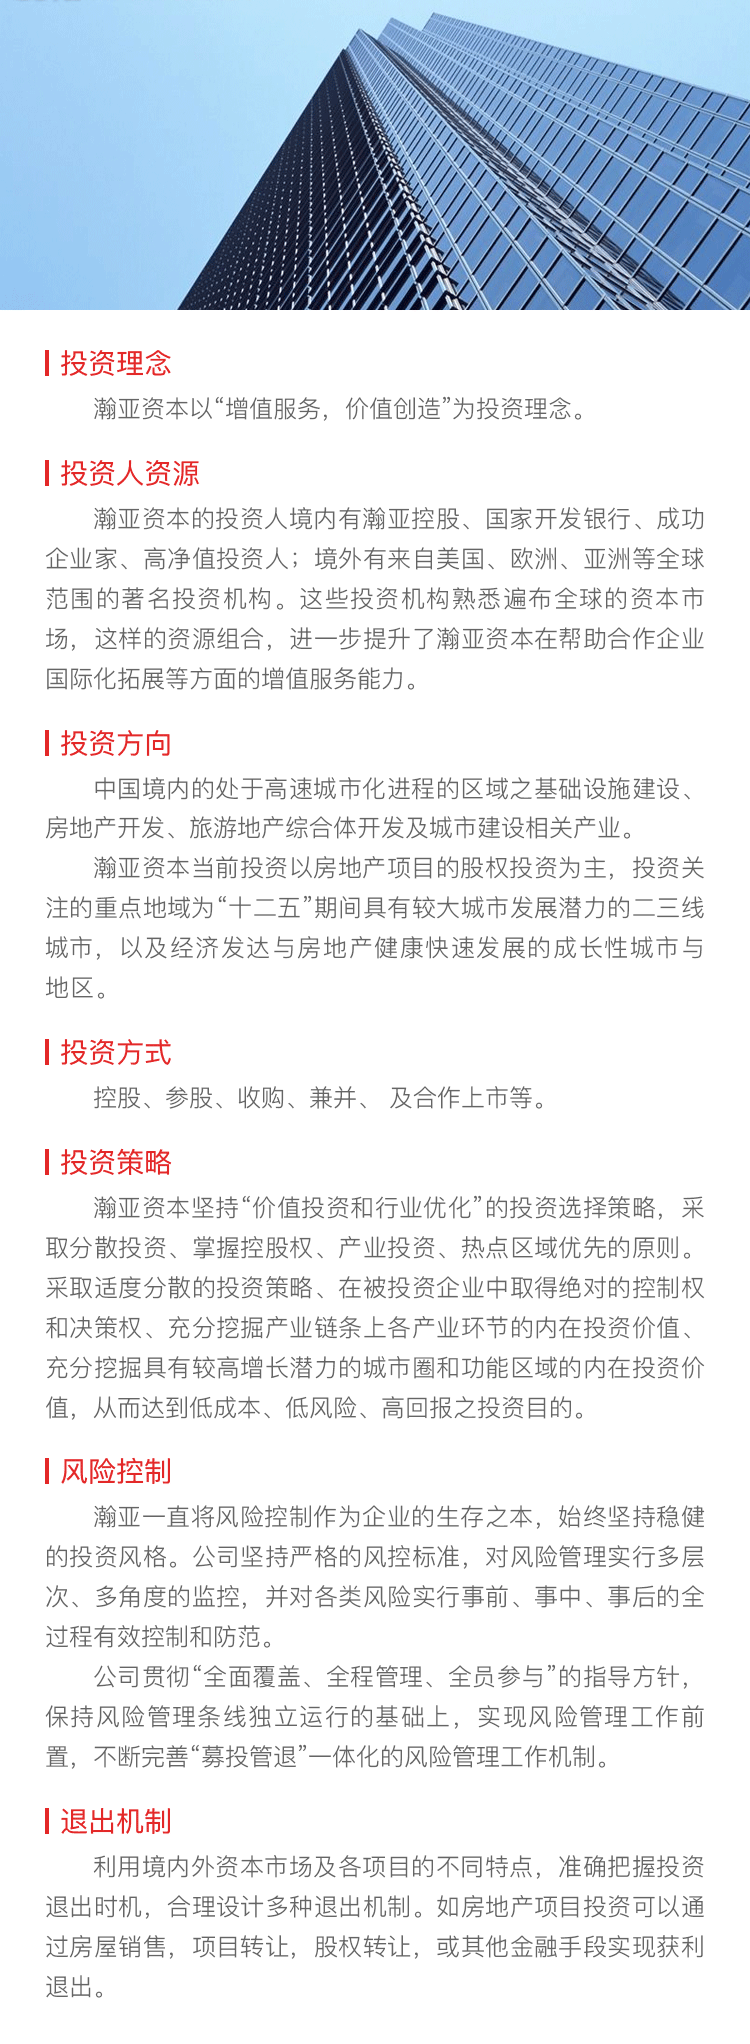 投资理念
瀚亚资本以“增值服务，价值创造”为投资理念。
投资人资源
瀚亚资本的投资人境内有瀚亚控股、国家开发银行、成功
企业家、高净值投资人；境外有来自美国、欧洲、亚洲等全球
范围的著名投资机构。这些投资机构熟悉遍布全球的资本市
场，这样的资源组合，进一步提升了瀚亚资本在帮助合作企业
国际化拓展等方面的增值服务能力。
投资方向
中国境内的处于高速城市化进程的区域之基础设施建设、
房地产开发、旅游地产综合体开发及城市建设相关产业。
瀚亚资本当前投资以房地产项目的股权投资为主，投资关
注的重点地域为“十二五”期间具有较大城市发展潜力的二三线
城市，以及经济发达与房地产健康快速发展的成长性城市与
地区。
投资方式
控股、参股、收购、兼并、 及合作上市等。
投资策略
瀚亚资本坚持“价值投资和行业优化”的投资选择策略，采
取分散投资、掌握控股权、产业投资、热点区域优先的原则。
采取适度分散的投资策略、在被投资企业中取得绝对的控制权
和决策权、充分挖掘产业链条上各产业环节的内在投资价值、
充分挖掘具有较高增长潜力的城市圈和功能区域的内在投资价
值，从而达到低成本、低风险、高回报之投资目的。
风险控制
瀚亚一直将风险控制作为企业的生存之本，始终坚持稳健
的投资风格。公司坚持严格的风控标准，对风险管理实行多层
次、多角度的监控，并对各类风险实行事前、事中、事后的全
过程有效控制和防范。
公司贯彻“全面覆盖、全程管理、全员参与”的指导方针，
保持风险管理条线独立运行的基础上，实现风险管理工作前
置，不断完善“募投管退”一体化的风险管理工作机制。
退出机制
利用境内外资本市场及各项目的不同特点，准确把握投资
退出时机，合理设计多种退出机制。如房地产项目投资可以通
过房屋销售，项目转让，股权转让，或其他金融手段实现获利
退出。